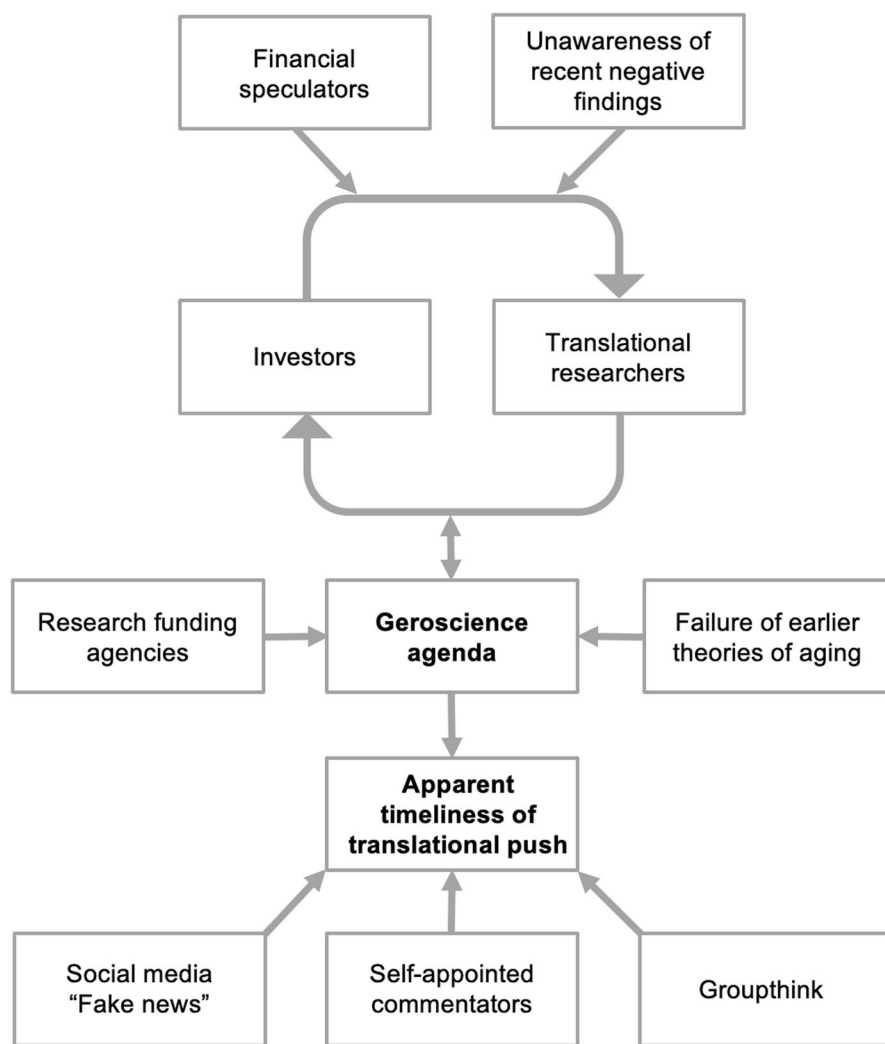 Financial
speculators
Unawareness of
recent negative
findings
Investors
Translational
researchers
Research funding
agencies
Geroscience
agenda
Failure of earlier
theories of aging
Apparent
timeliness of
translational push
Social media
“Fake news”
Self-appointed
commentators
Groupthink